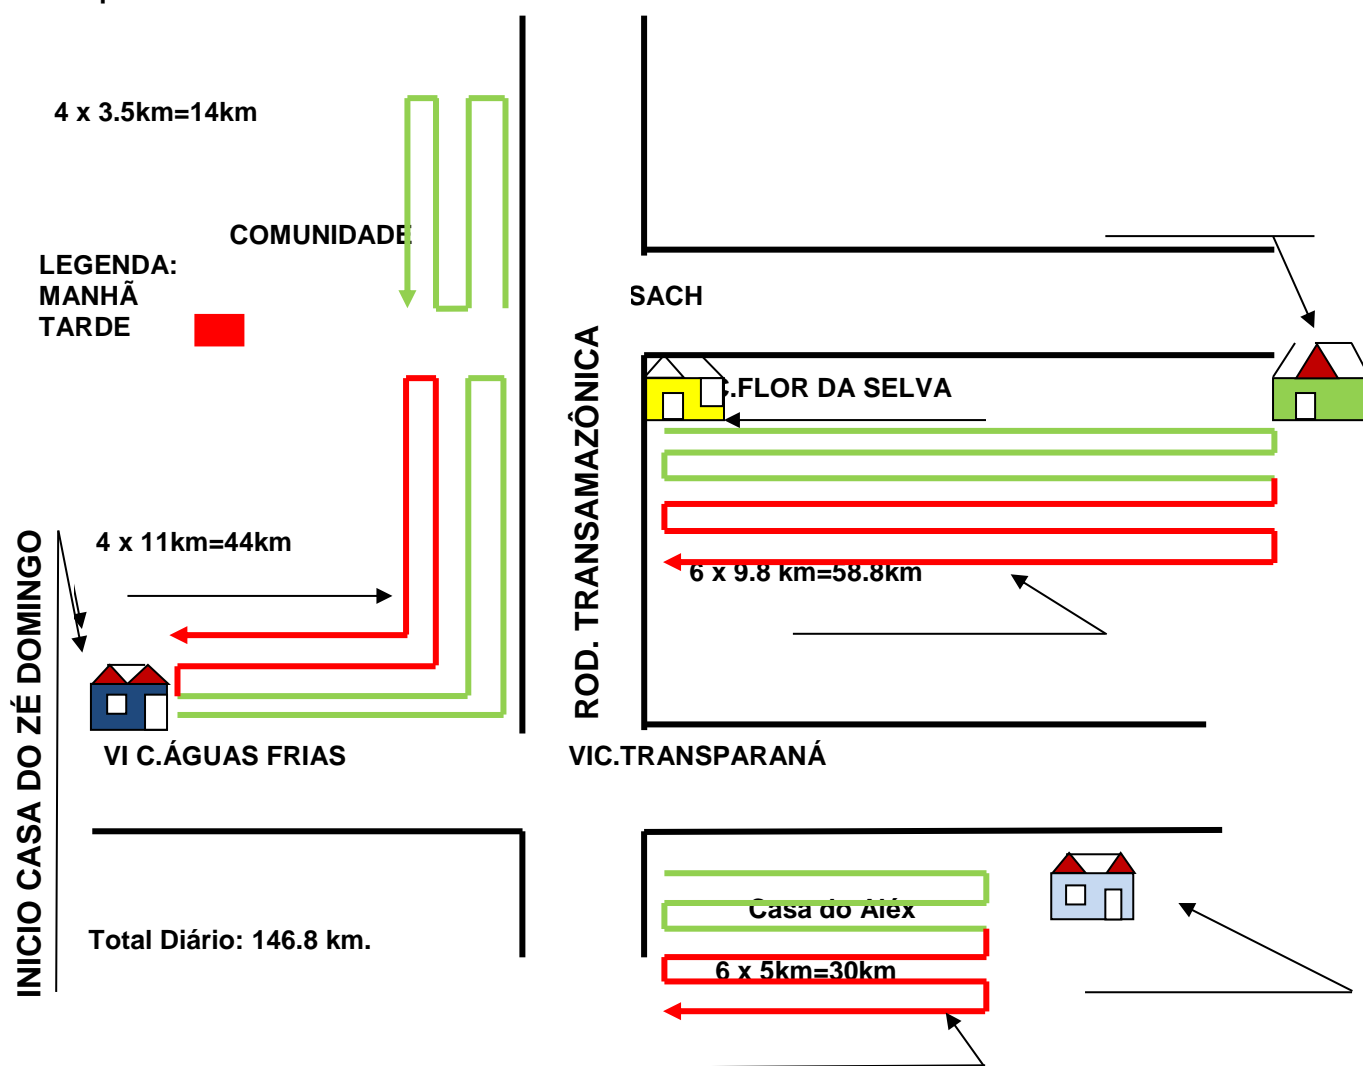 4 x 3.5km=14km
COMUNIDADE
LEGENDA:
MANHÃ
TARDE
SACH
ROD. TRANSAMAZÔNICA
C.FLOR DA SELVA
4 x 11km=44km
6 x 9.8 km=58.8km
INICIO CASA DO ZÉ DOMINGO
VI C.ÁGUAS FRIAS
VIC.TRANSPARANÁ
Casa do Aléx
Total Diário: 146.8 km.
6 x 5km=30km